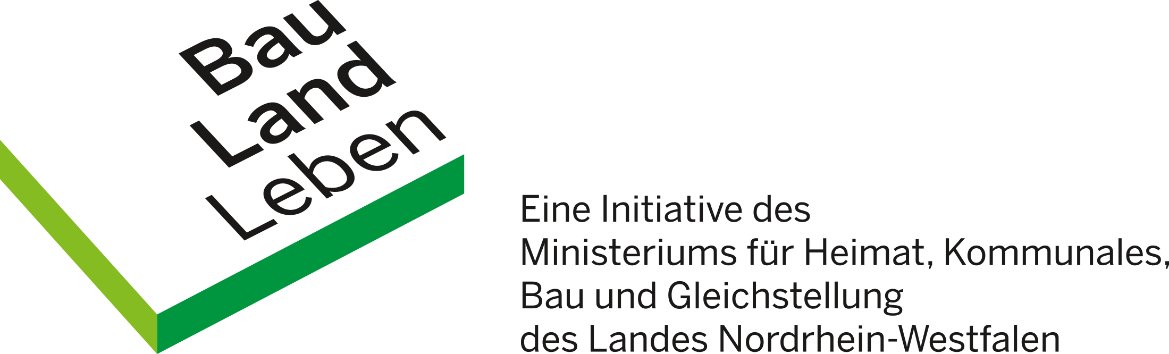 Bau
Land
Leben
Eine Initiative des
Ministeriums für Heimat, Kommunales,
Bau und Gleichstellung
des Landes Nordrhein-Westfalen